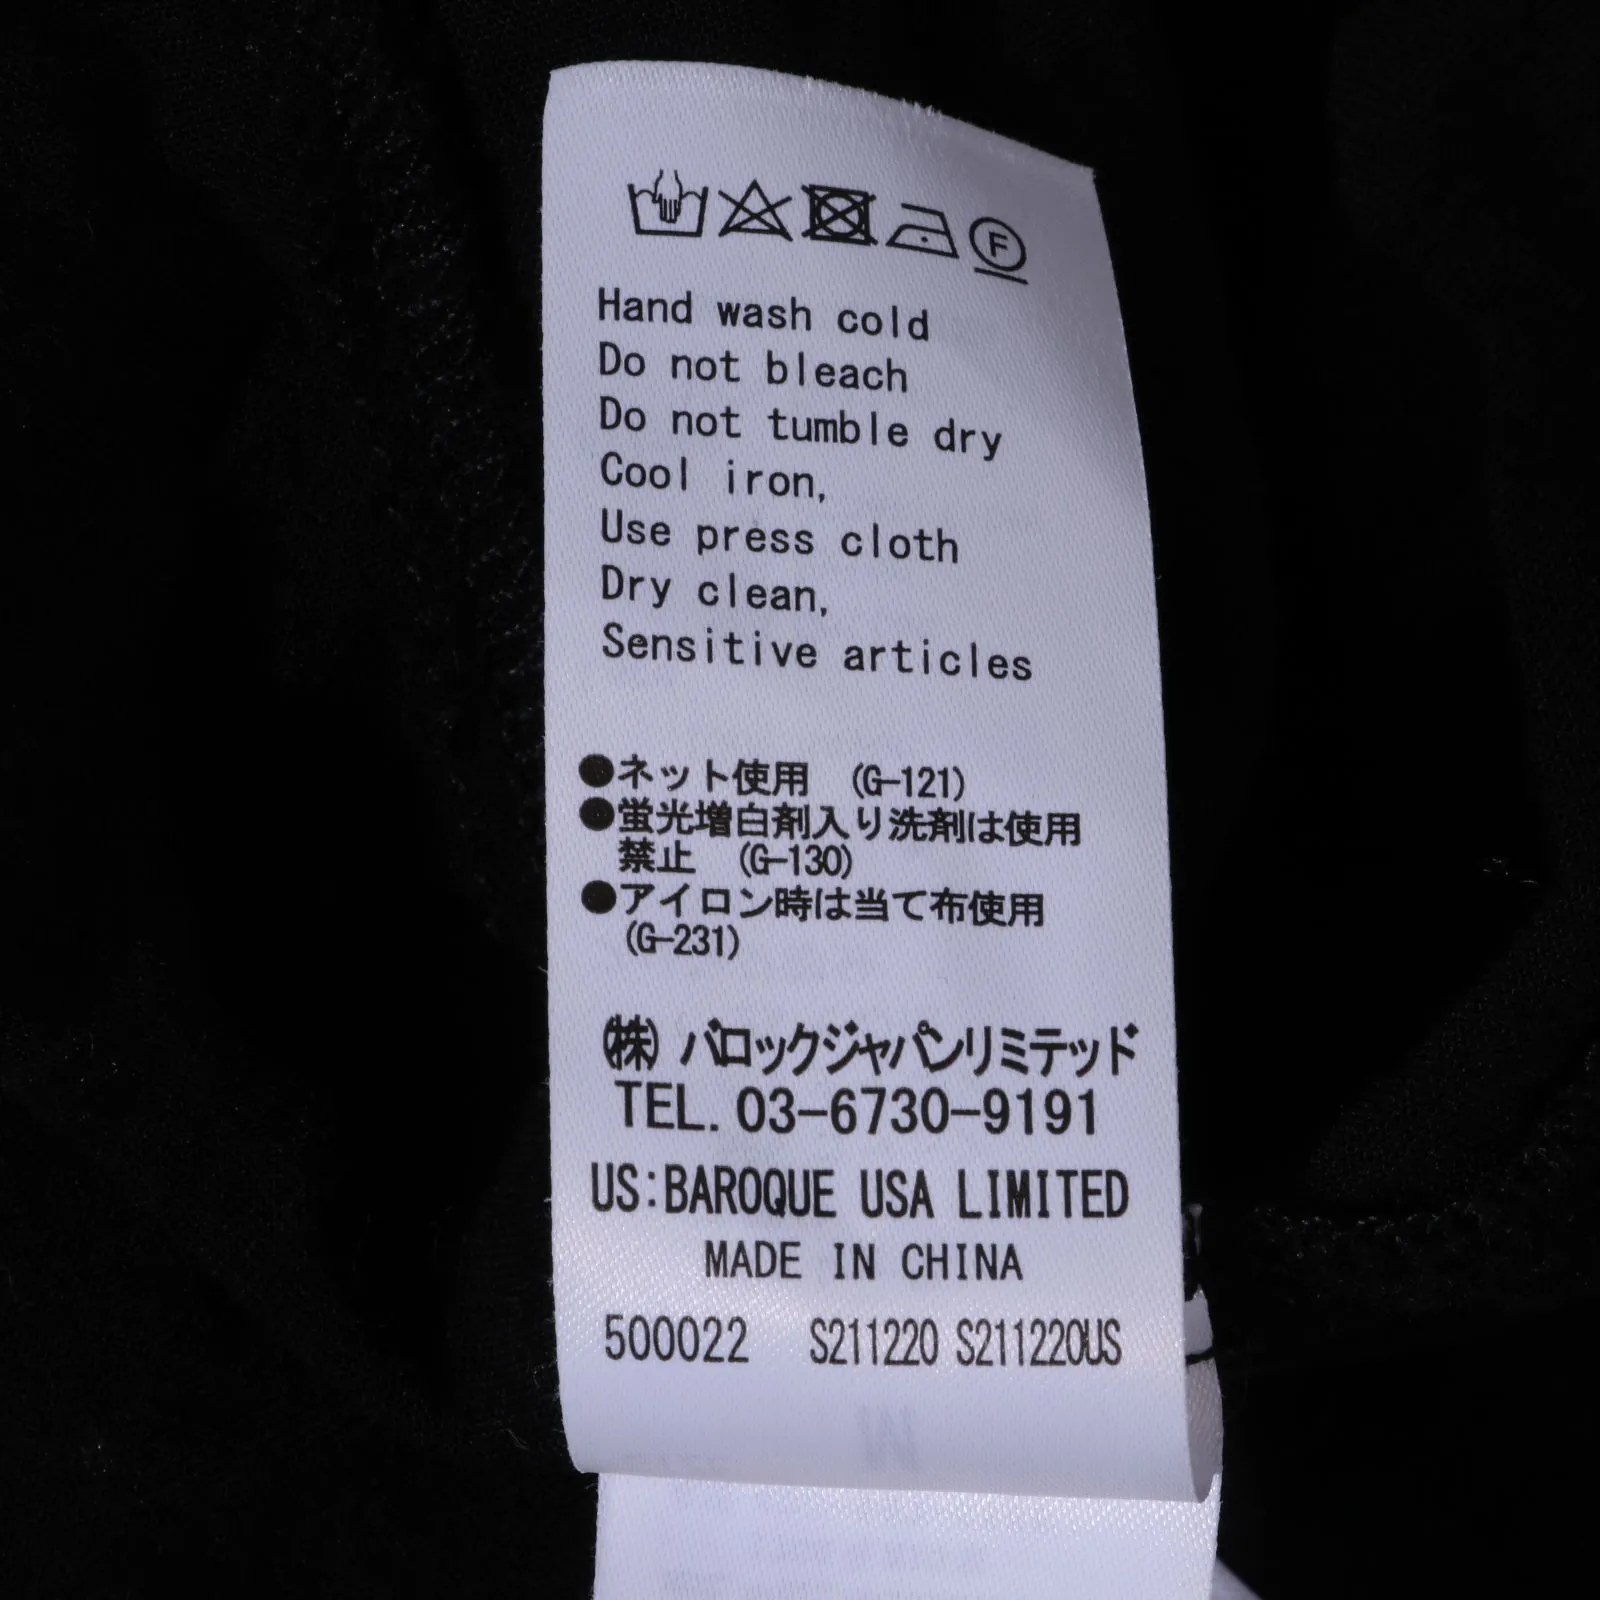 F
Hand wash cold
Do not bleach
Do not tumble dry
Cool iron,
Use press cloth
Dry clean,
Sensitive articles
●ネット使用 (G-121)
●蛍光増白剤入り洗剤は使用
禁止 (G-130)
●アイロン時は当て布使用
(G-231)
㈱ バロックジャパンリミテッド
TEL. 03-6730-9191
US:BAROQUE USA LIMITED
MADE IN CHINA
500022 S211220 S211220US